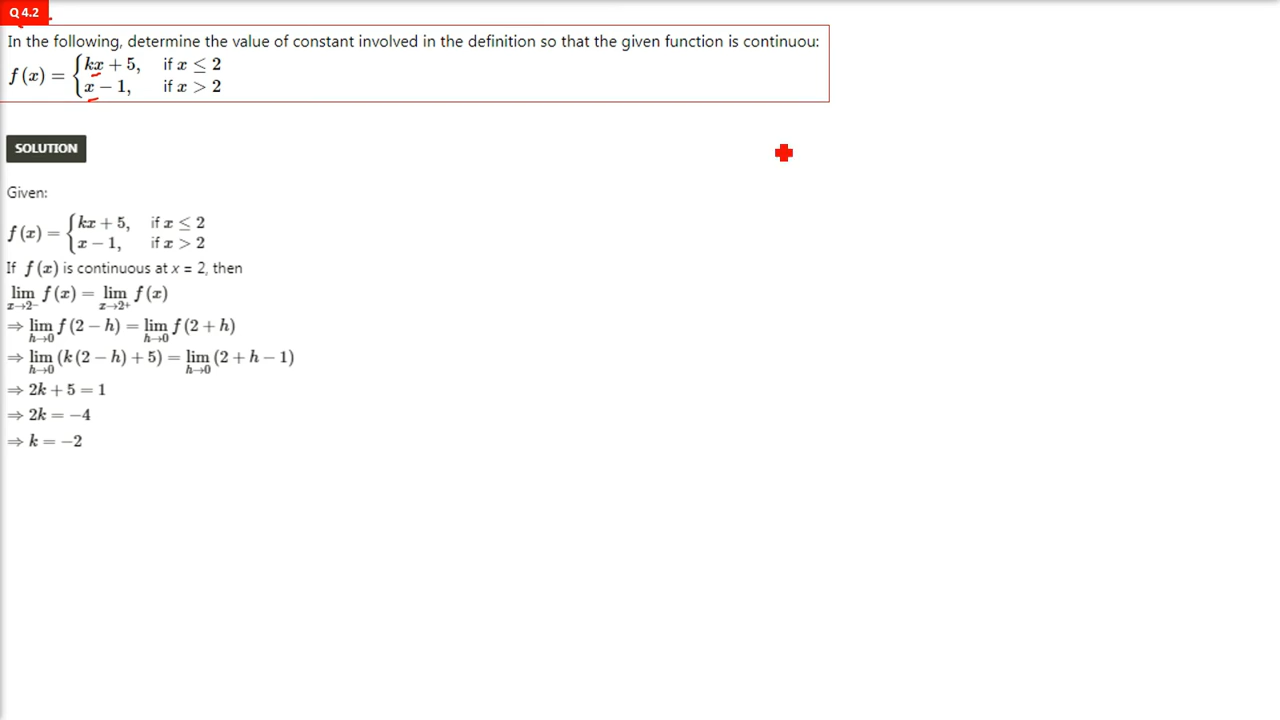 Q 4.2
In the following, determine the value of constant involved in the definition so that the given function is continuou:
f(x) = { kx + 5, if x ≤ 2
x − 1, if x > 2
SOLUTION
Given:
f(x) = { kx + 5, if x ≤ 2
x − 1, if x > 2
If f(x) is continuous at x = 2, then
lim x→2− f(x) = lim x→2+ f(x)
⇒ lim h→0 f(2 − h) = lim h→0 f(2 + h)
⇒ lim h→0 (k(2 − h) + 5) = lim h→0 (2 + h − 1)
⇒ 2k + 5 = 1
⇒ 2k = −4
⇒ k = −2